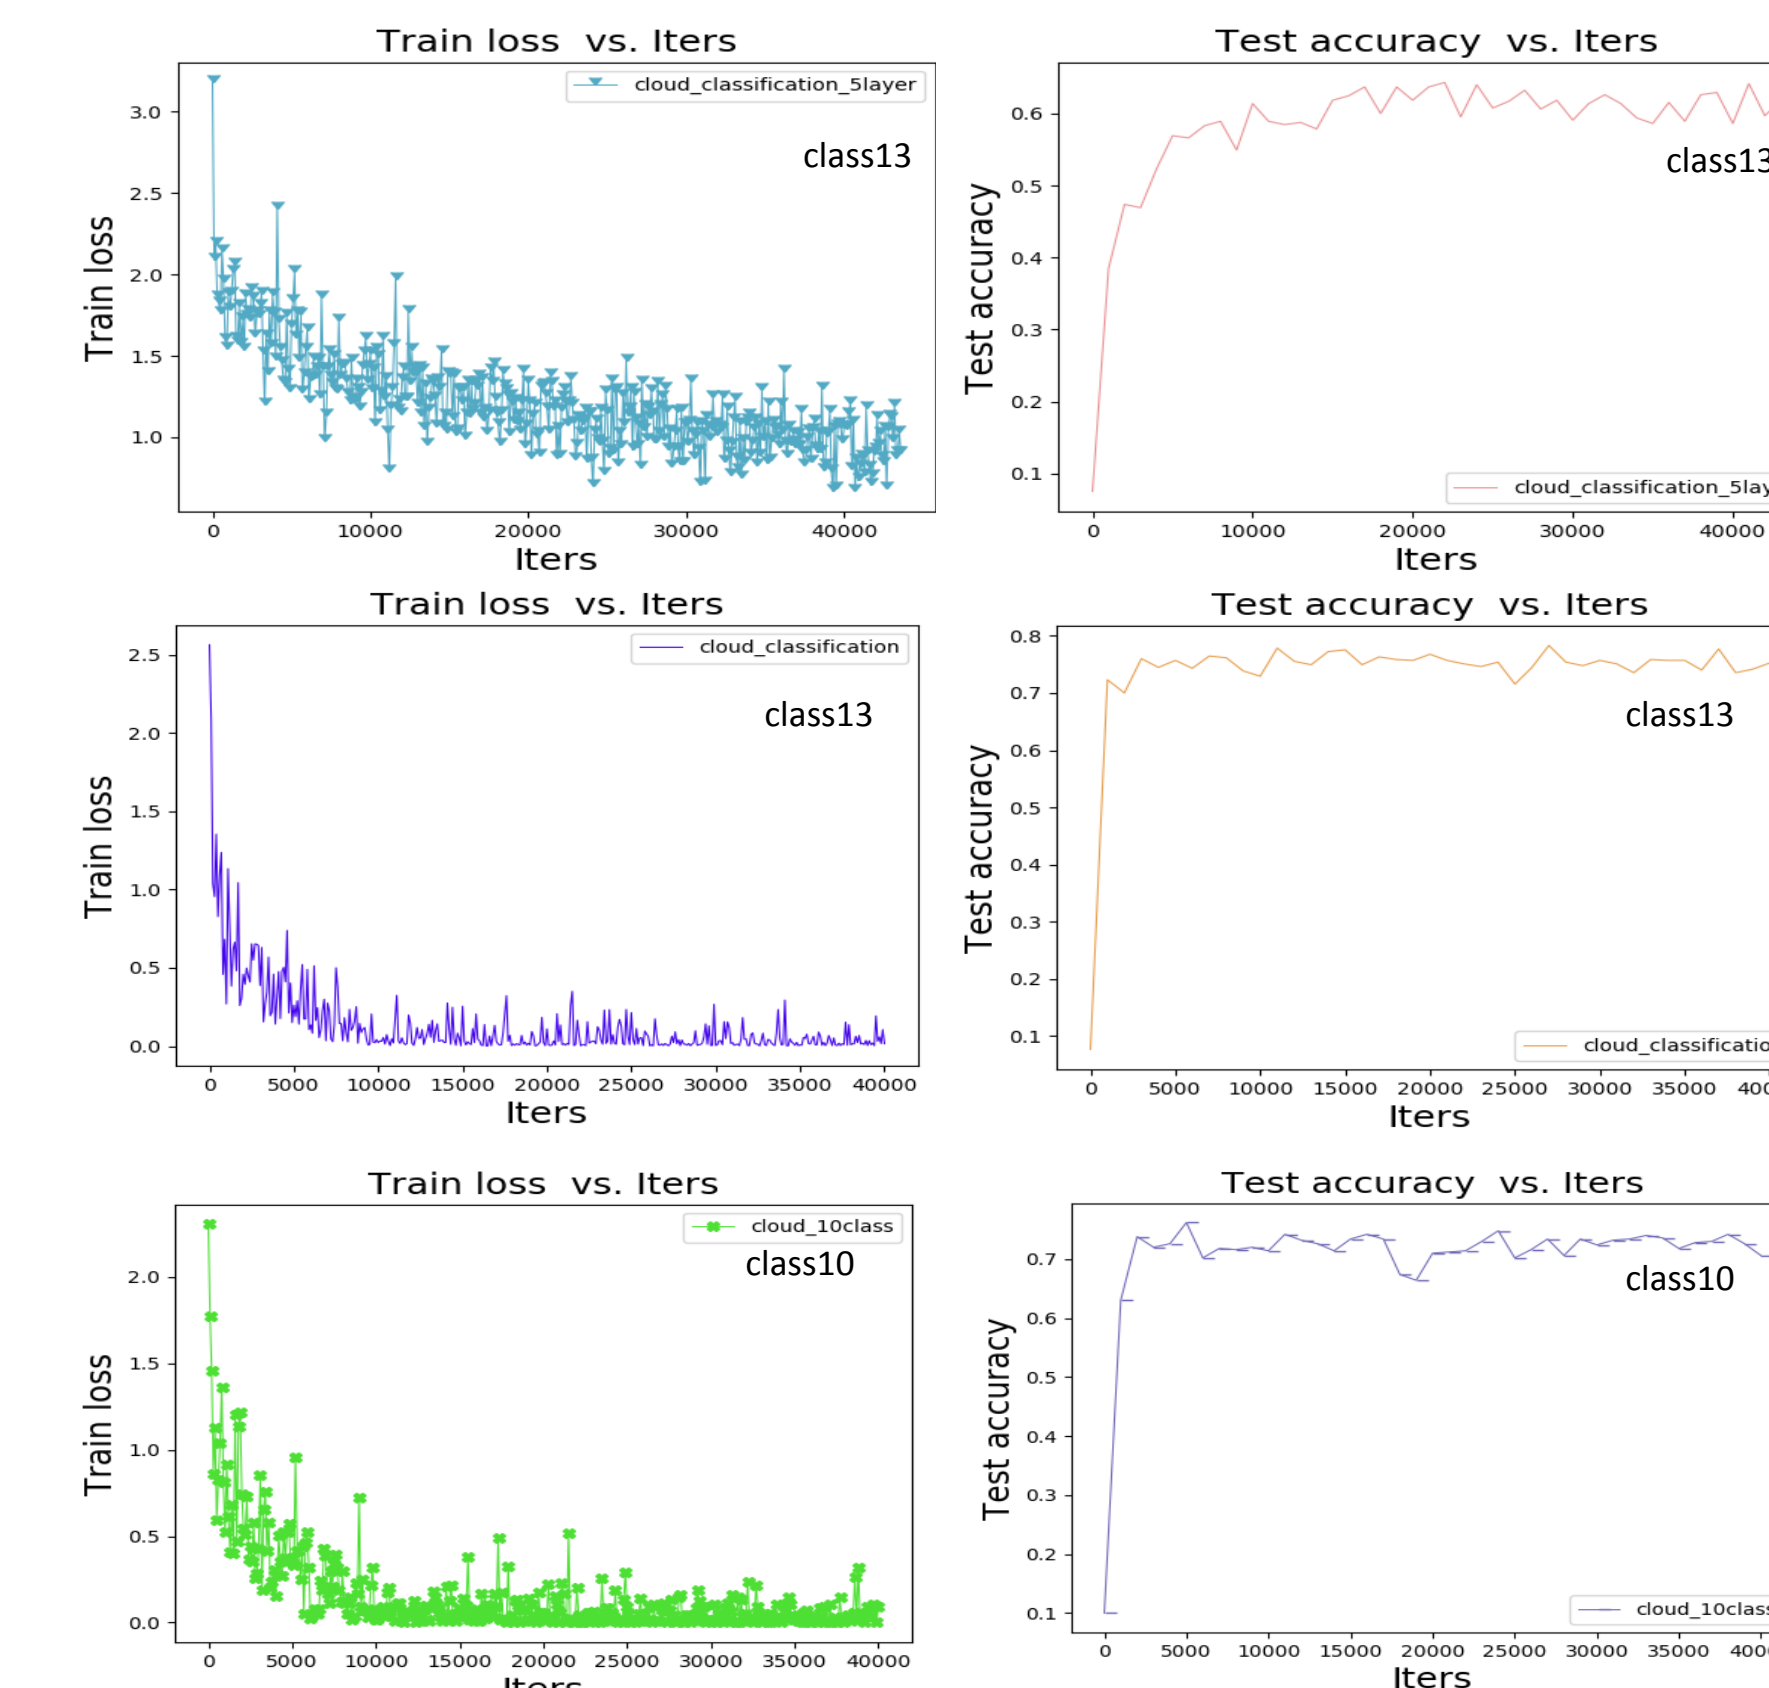 Train loss  vs. Iters
cloud_classification_5layer
class13
3.0
2.5
2.0
1.5
1.0
Train loss
0 10000 20000 30000 40000
Iters
Test accuracy  vs. Iters
class13
0.6
0.5
0.4
0.3
0.2
0.1
Test accuracy
cloud_classification_5lay
0 10000 20000 30000 40000
Iters
Train loss  vs. Iters
cloud_classification
class13
2.5
2.0
1.5
1.0
0.5
0.0
Train loss
0 5000 10000 15000 20000 25000 30000 35000 40000
Iters
Test accuracy  vs. Iters
class13
0.8
0.7
0.6
0.5
0.4
0.3
0.2
0.1
Test accuracy
cloud_classificatio
0 5000 10000 15000 20000 25000 30000 35000 400
Iters
Train loss  vs. Iters
cloud_10class
class10
2.0
1.5
1.0
0.5
0.0
Train loss
0 5000 10000 15000 20000 25000 30000 35000 40000
Iters
Test accuracy  vs. Iters
class10
0.7
0.6
0.5
0.4
0.3
0.2
0.1
Test accuracy
cloud_10class
0 5000 10000 15000 20000 25000 30000 35000 400
Iters